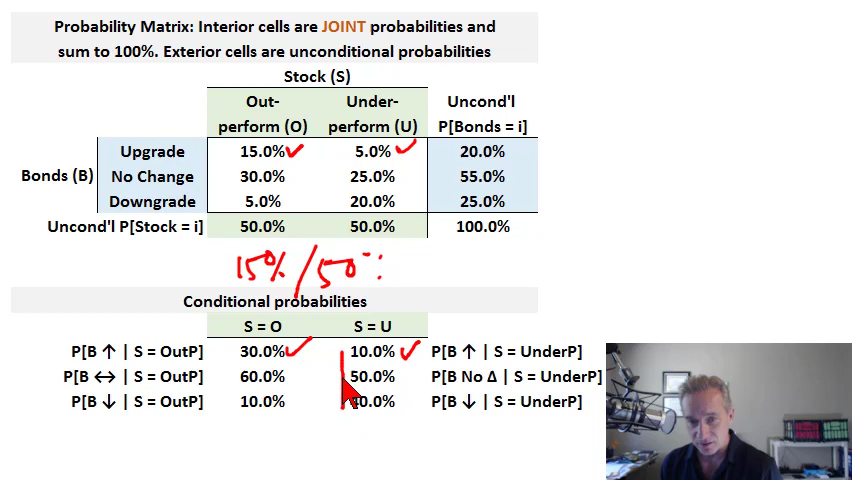 Probability Matrix: Interior cells are JOINT probabilities and
sum to 100%. Exterior cells are unconditional probabilities
Stock (S)
Out- Under- Uncond'l
perform (O) perform (U) P[Bonds = i]
Upgrade 15.0% 5.0% 20.0%
Bonds (B) No Change 30.0% 25.0% 55.0%
Downgrade 5.0% 20.0% 25.0%
Uncond'l P[Stock = i] 50.0% 50.0% 100.0%
15% / 50
Conditional probabilities
S = O S = U
P[B ↑ | S = OutP] 30.0% 10.0% P[B ↑ | S = UnderP]
P[B ↔ | S = OutP] 60.0% 50.0% P[B No Δ | S = UnderP]
P[B ↓ | S = OutP] 10.0% P[B ↓ | S = UnderP]